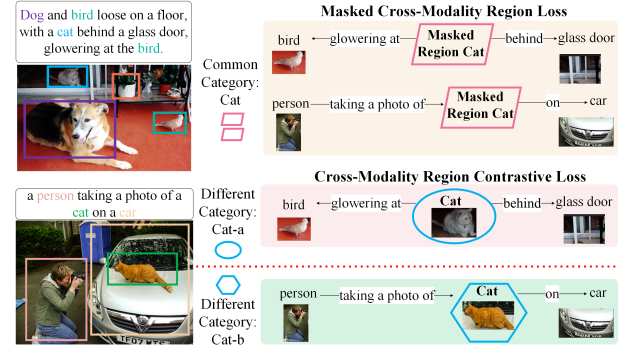 Dog and bird loose on a floor,
with a cat behind a glass door,
glowering at the bird.
Common
Category:
Cat
Masked Cross-Modality Region Loss
bird
glowering at
Masked
Region Cat
behind
glass door
person
taking a photo of
Masked
Region Cat
on
car
a person taking a photo of a
cat on a car
Different
Category:
Cat-a
Different
Category:
Cat-b
Cross-Modality Region Contrastive Loss
bird
glowering at
Cat
behind
glass door
person
taking a photo of
Cat
on
car